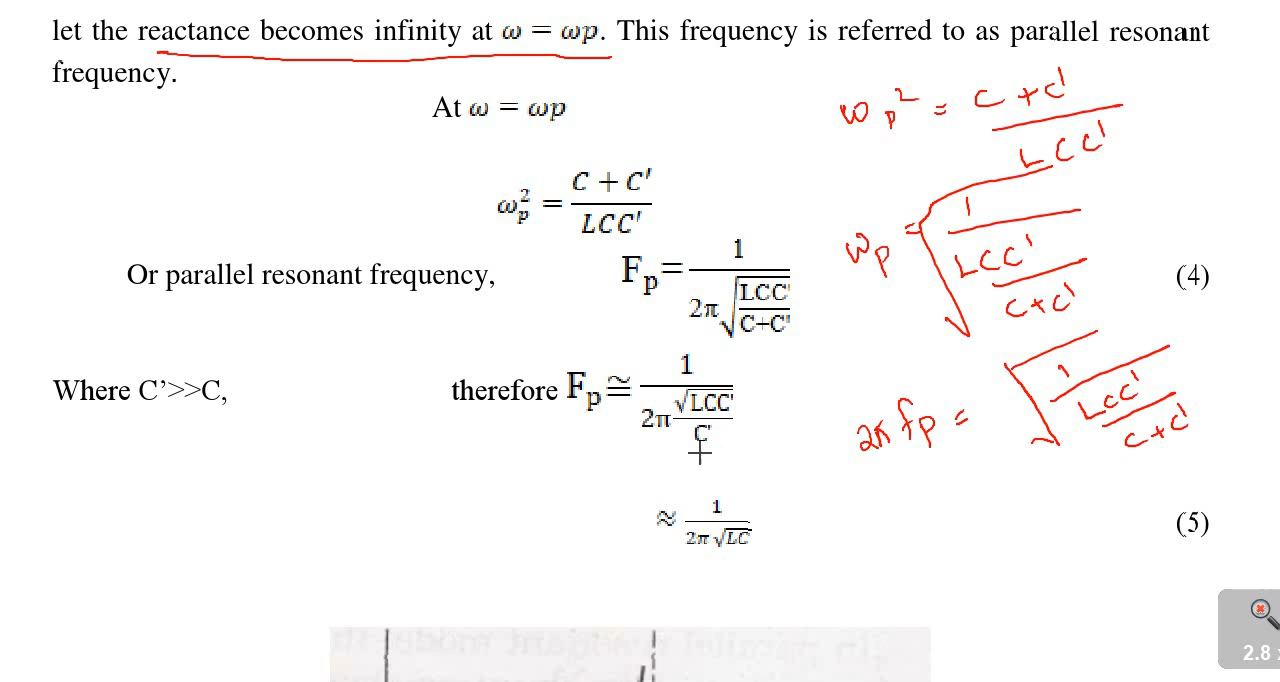 let the reactance becomes infinity at ω = ωp. This frequency is referred to as parallel resonant
frequency.
At ω = ωp
ωp² = C + C' / LCC'
ωp² = C + C' / LCC'
Or parallel resonant frequency, Fp = 1 / 2π√(LCC' / C+C') (4)
ωp = √(1 / (LCC' / C+C'))
Where C'>>C, therefore Fp ≅ 1 / 2π √LCC' / C'
2π fp = √(1 / (LCC' / C+C'))
≈ 1 / 2π √LC (5)
2.8